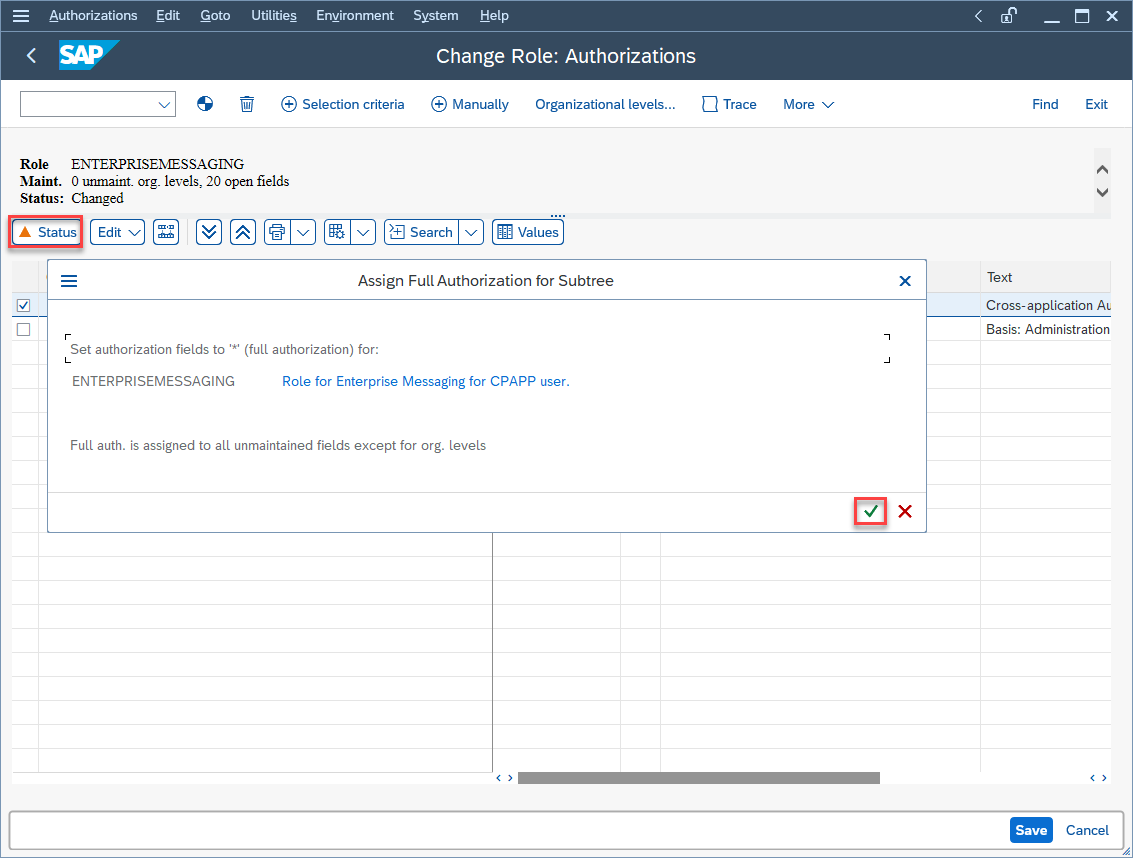 Authorizations Edit Goto Utilities Environment System Help
SAP Change Role: Authorizations
Selection criteria Manually Organizational levels... Trace More Find Exit
Role ENTERPRISEMESSAGING
Maint. 0 unmaint. org. levels, 20 open fields
Status: Changed
Status Edit Search Values
Text
Assign Full Authorization for Subtree
Cross-application Au
Basis: Administration
Set authorization fields to '*' (full authorization) for:
ENTERPRISEMESSAGING Role for Enterprise Messaging for CPAPP user.
Full auth. is assigned to all unmaintained fields except for org. levels
Save Cancel